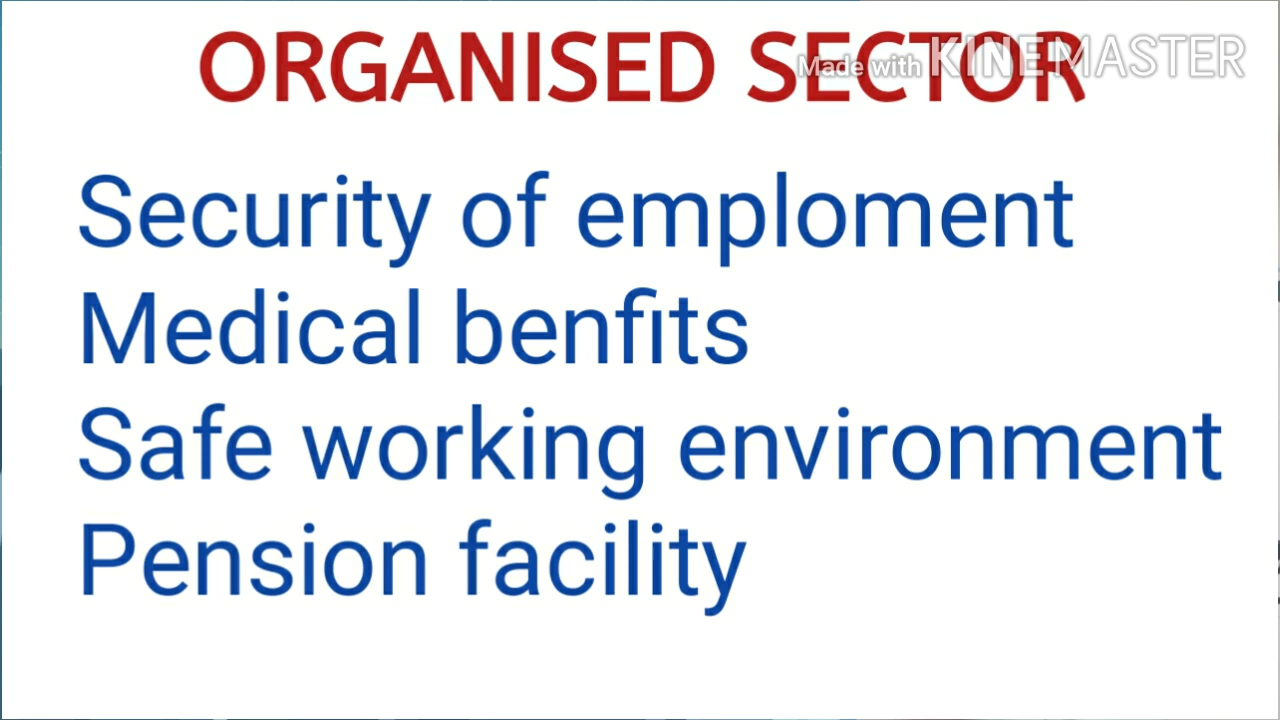 ORGANISED SECTOR
Made with KINEMASTER
Security of emploment
Medical benfits
Safe working environment
Pension facility